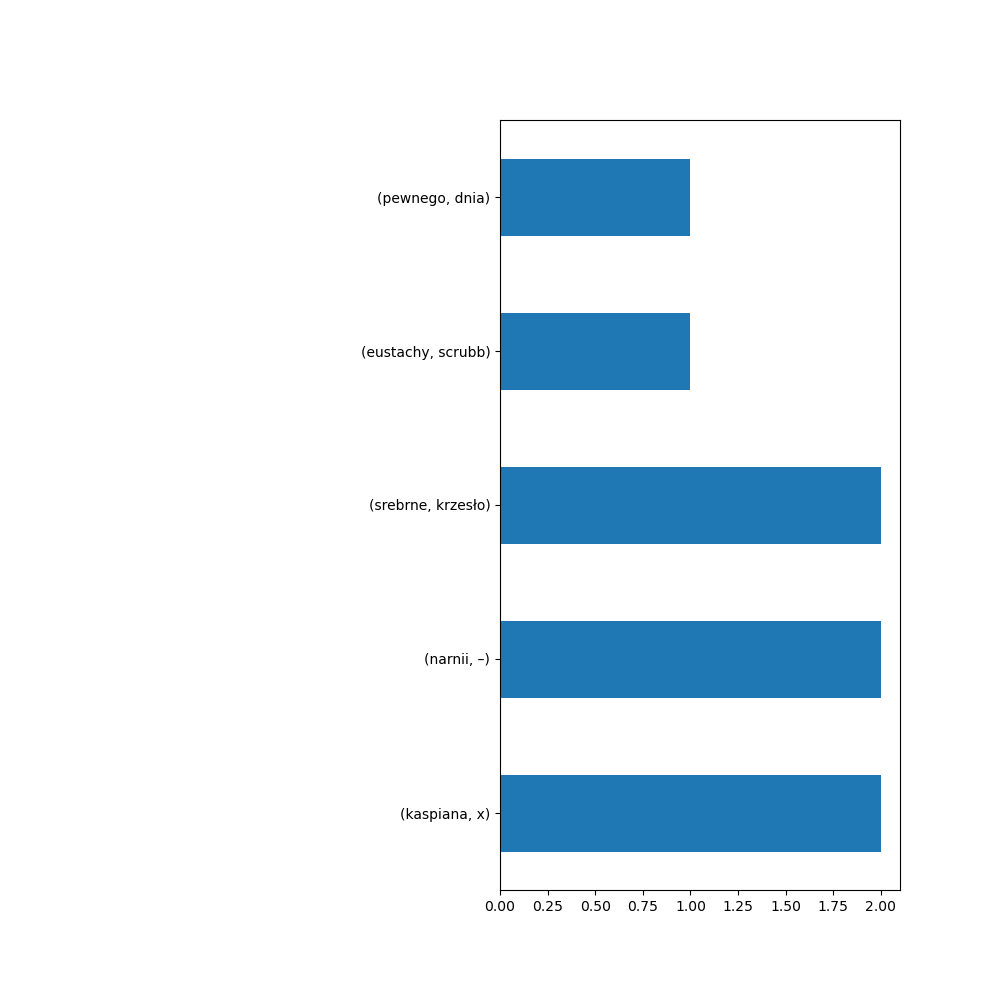 (pewnego, dnia)
(eustachy, scrubb)
(srebrne, krzesło)
(narnii, –)
(kaspiana, x)
0.00 0.25 0.50 0.75 1.00 1.25 1.50 1.75 2.00